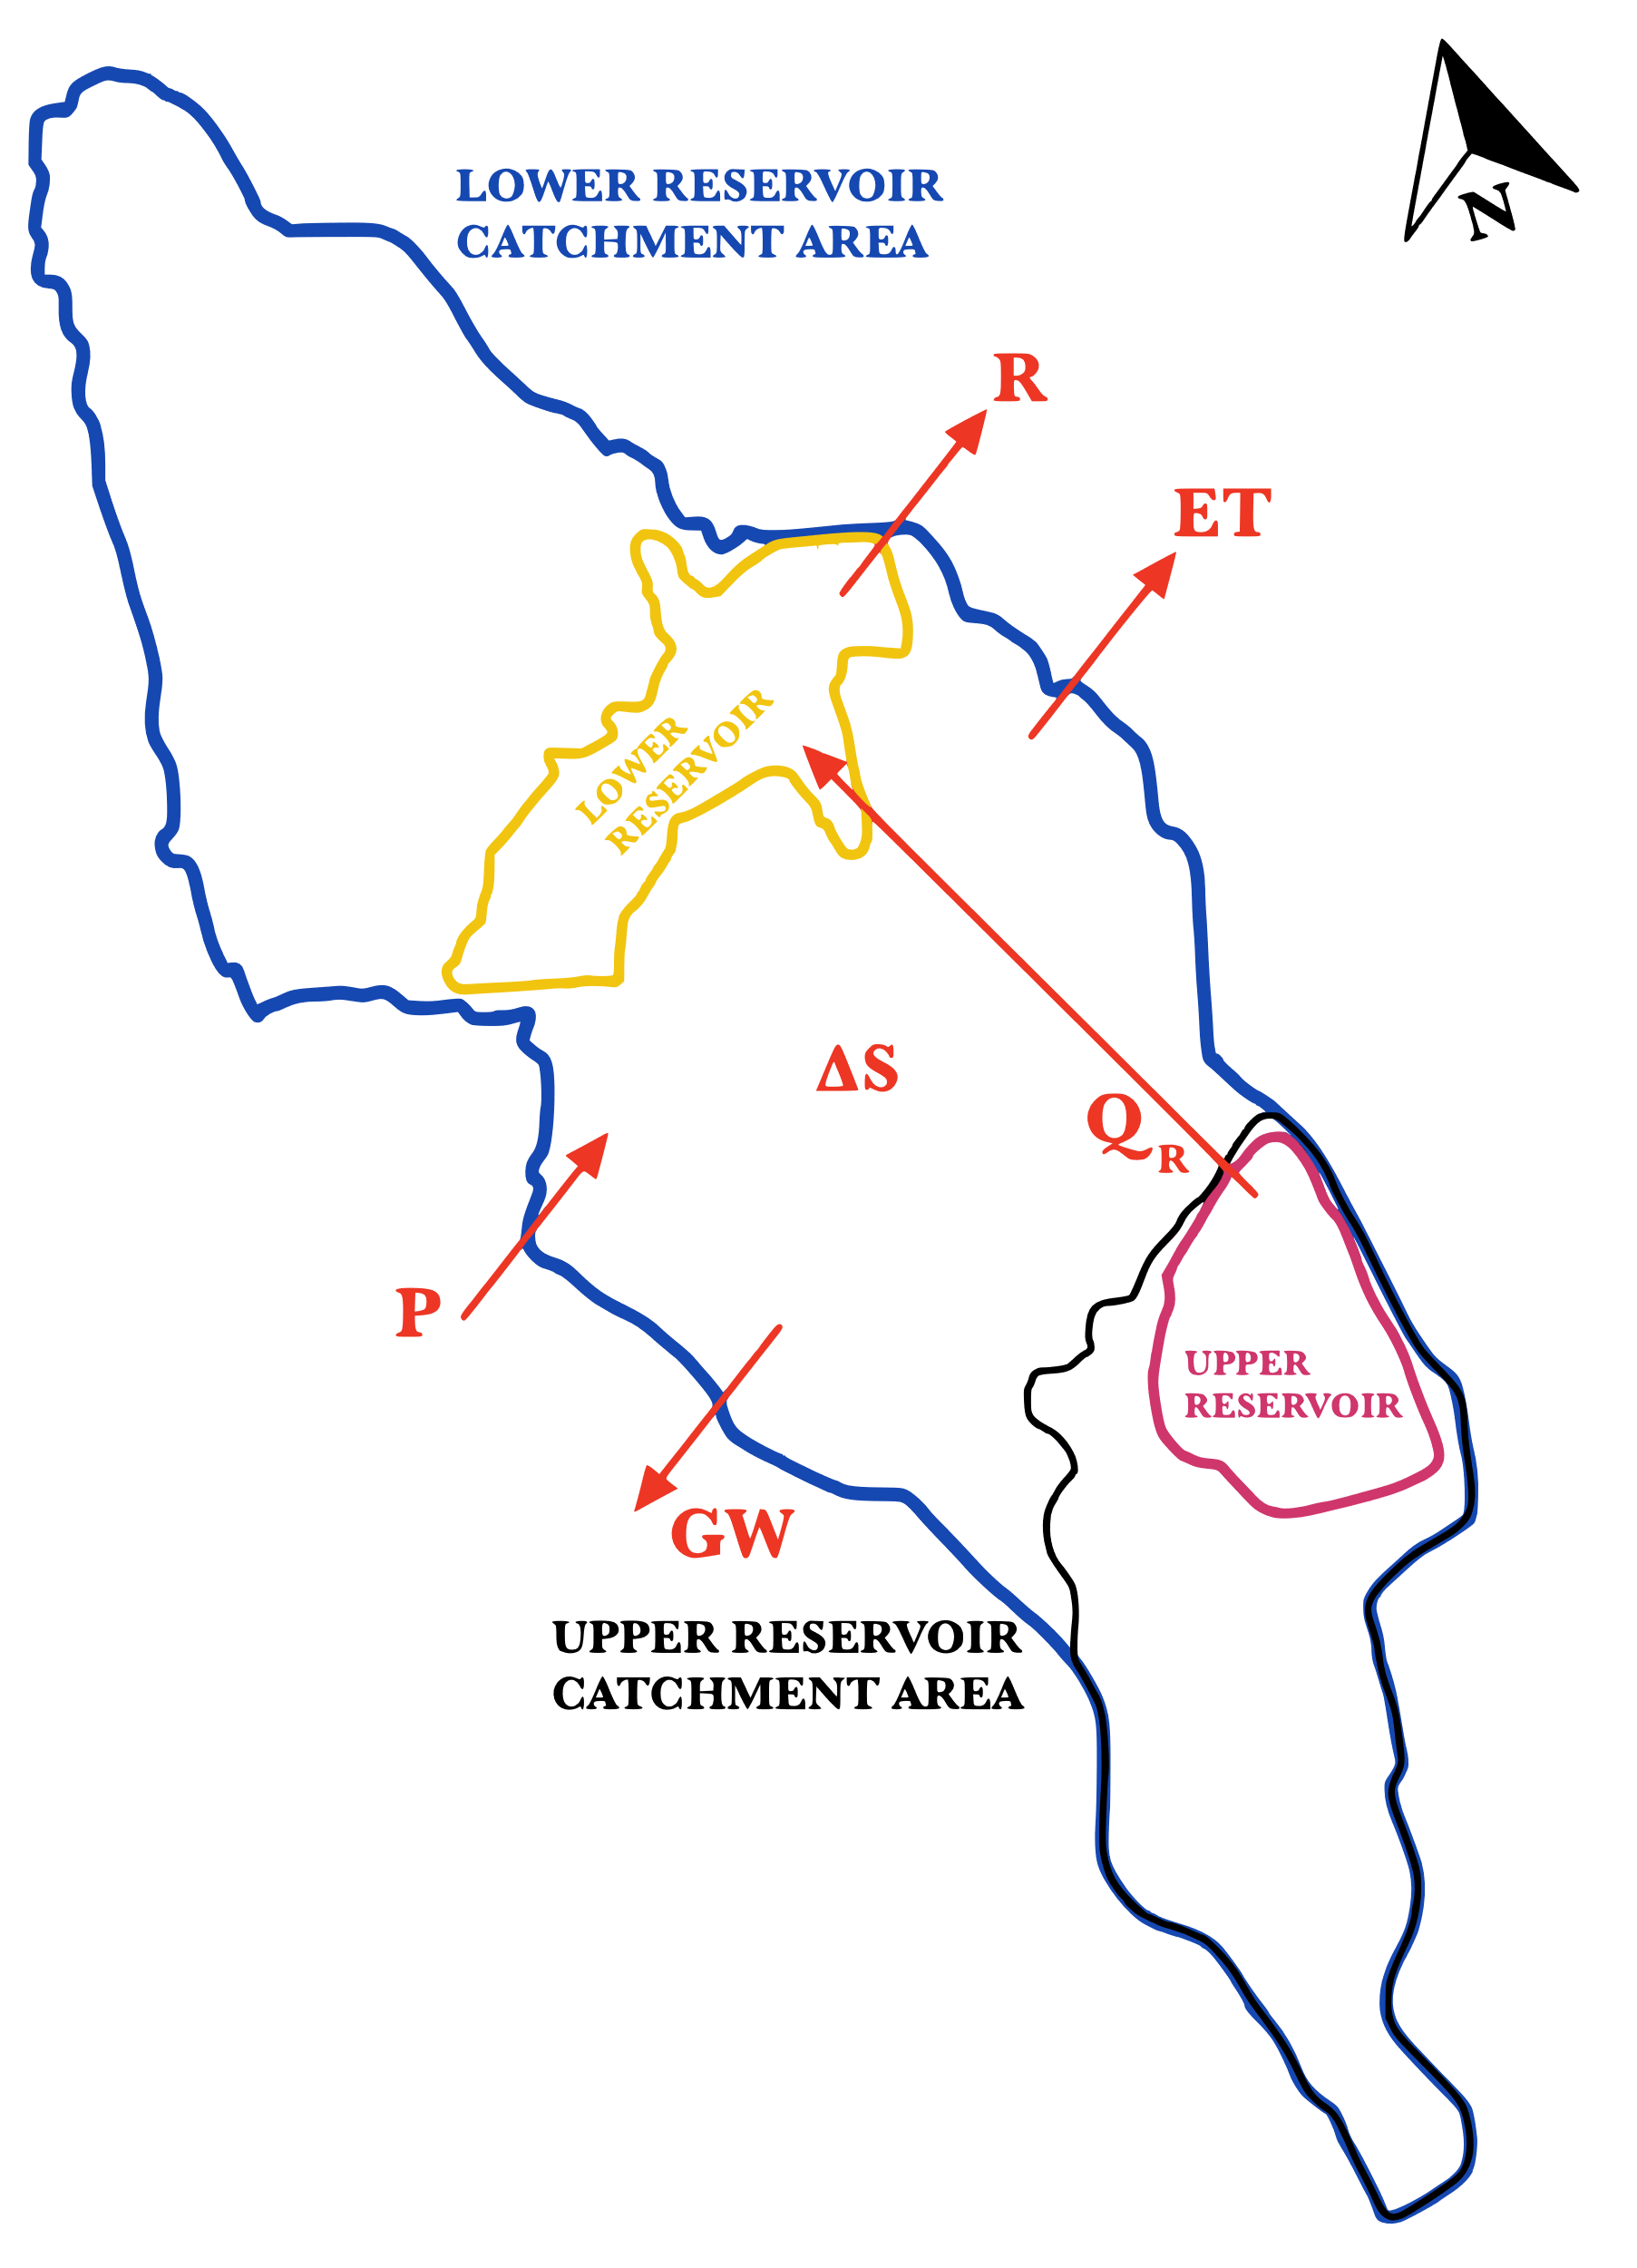 LOWER RESERVOIR
CATCHMENT AREA
N
R
ET
LOWER
RESERVOIR
ΔS
QR
P
UPPER
RESERVOIR
GW
UPPER RESERVOIR
CATCHMENT AREA